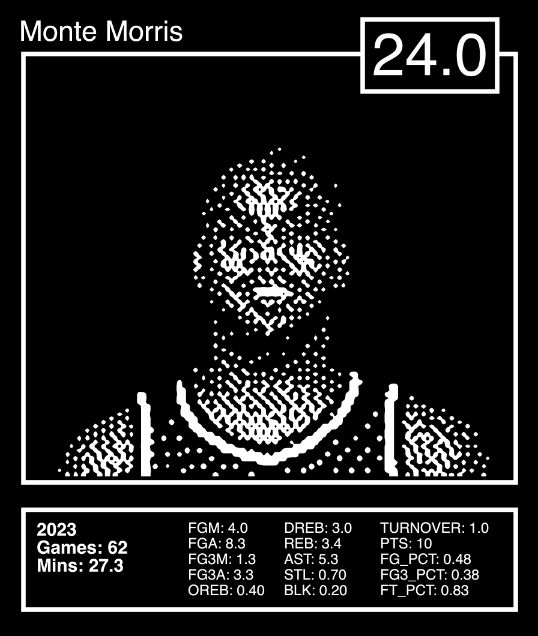 Monte Morris
24.0
2023
Games: 62
Mins: 27.3
FGM: 4.0
FGA: 8.3
FG3M: 1.3
FG3A: 3.3
OREB: 0.40
DREB: 3.0
REB: 3.4
AST: 5.3
STL: 0.70
BLK: 0.20
TURNOVER: 1.0
PTS: 10
FG_PCT: 0.48
FG3_PCT: 0.38
FT_PCT: 0.83